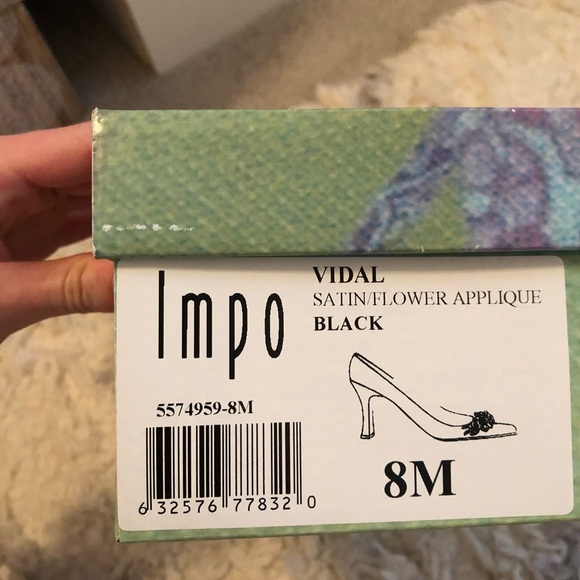 Impo
VIDAL
SATIN/FLOWER APPLIQUE
BLACK
5574959-8M
6 32576 77832 0
8M